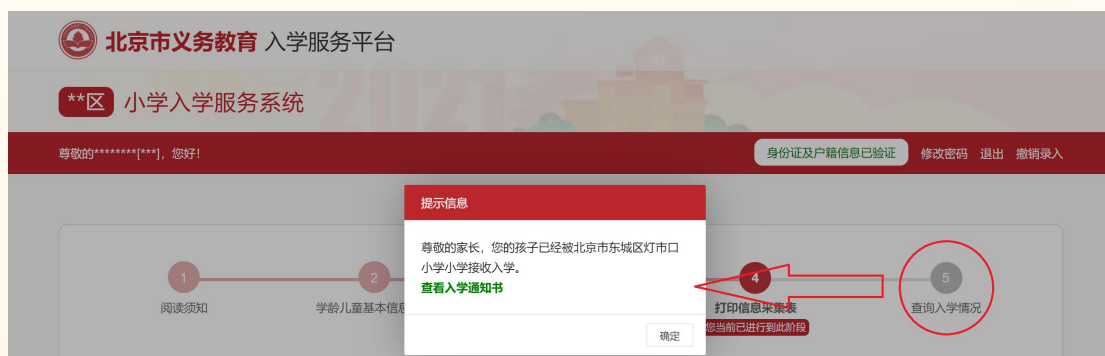 北京市义务教育 入学服务平台
2021年
**区 小学入学服务系统
尊敬的********[***]，您好！
身份证及户籍信息已验证 修改密码 退出 撤销录入
提示信息
尊敬的家长，您的孩子已经被北京市东城区灯市口
小学小学接收入学。
查看入学通知书
确定
1
阅读须知
2
学龄儿童基本信息
4
打印信息采集表
您当前已进行到此阶段
5
查询入学情况